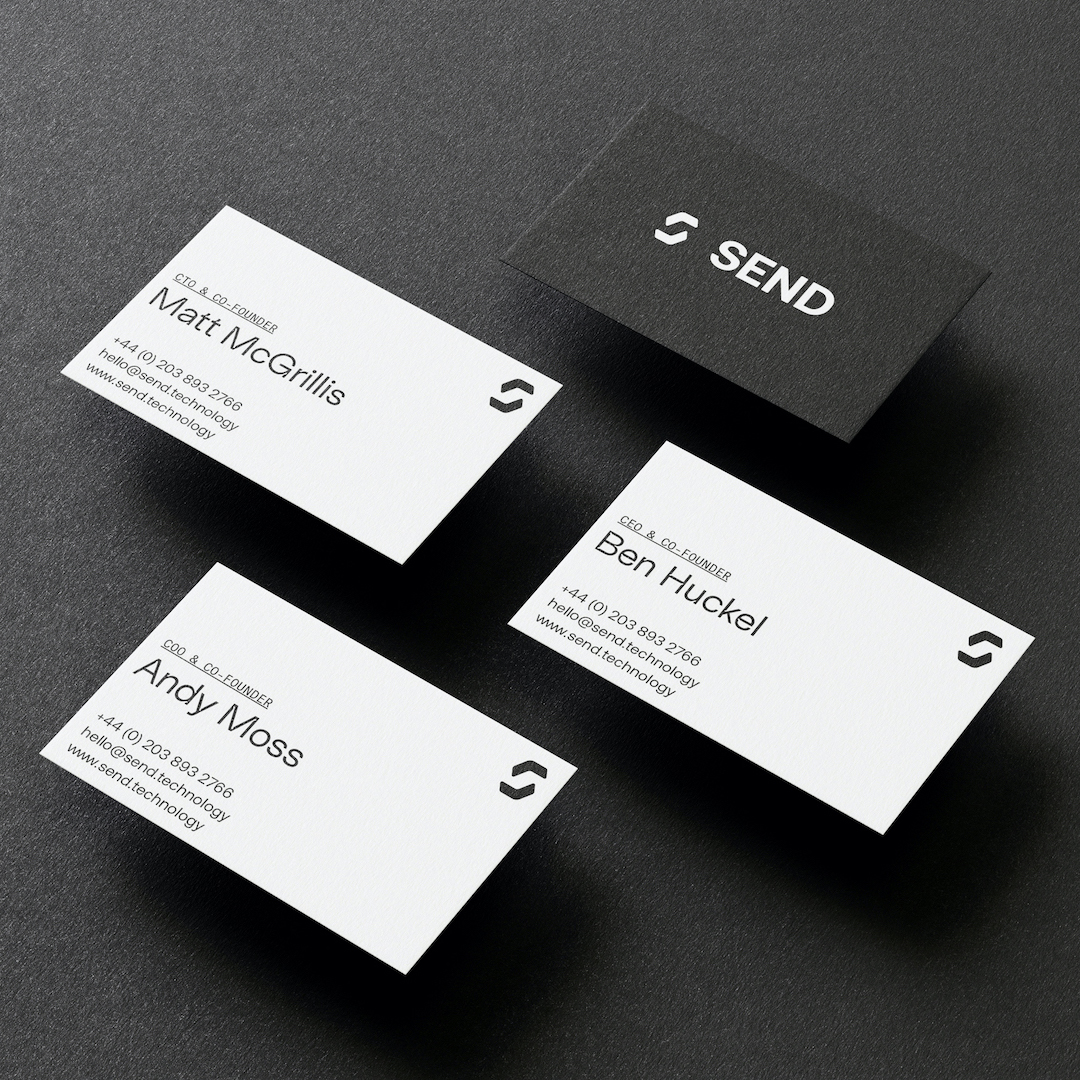 SEND
CTO & CO-FOUNDER
Matt McGrillis
+44 (0) 203 893 2766
hello@send.technology
www.send.technology
CEO & CO-FOUNDER
Ben Huckel
+44 (0) 203 893 2766
hello@send.technology
www.send.technology
COO & CO-FOUNDER
Andy Moss
+44 (0) 203 893 2766
hello@send.technology
www.send.technology